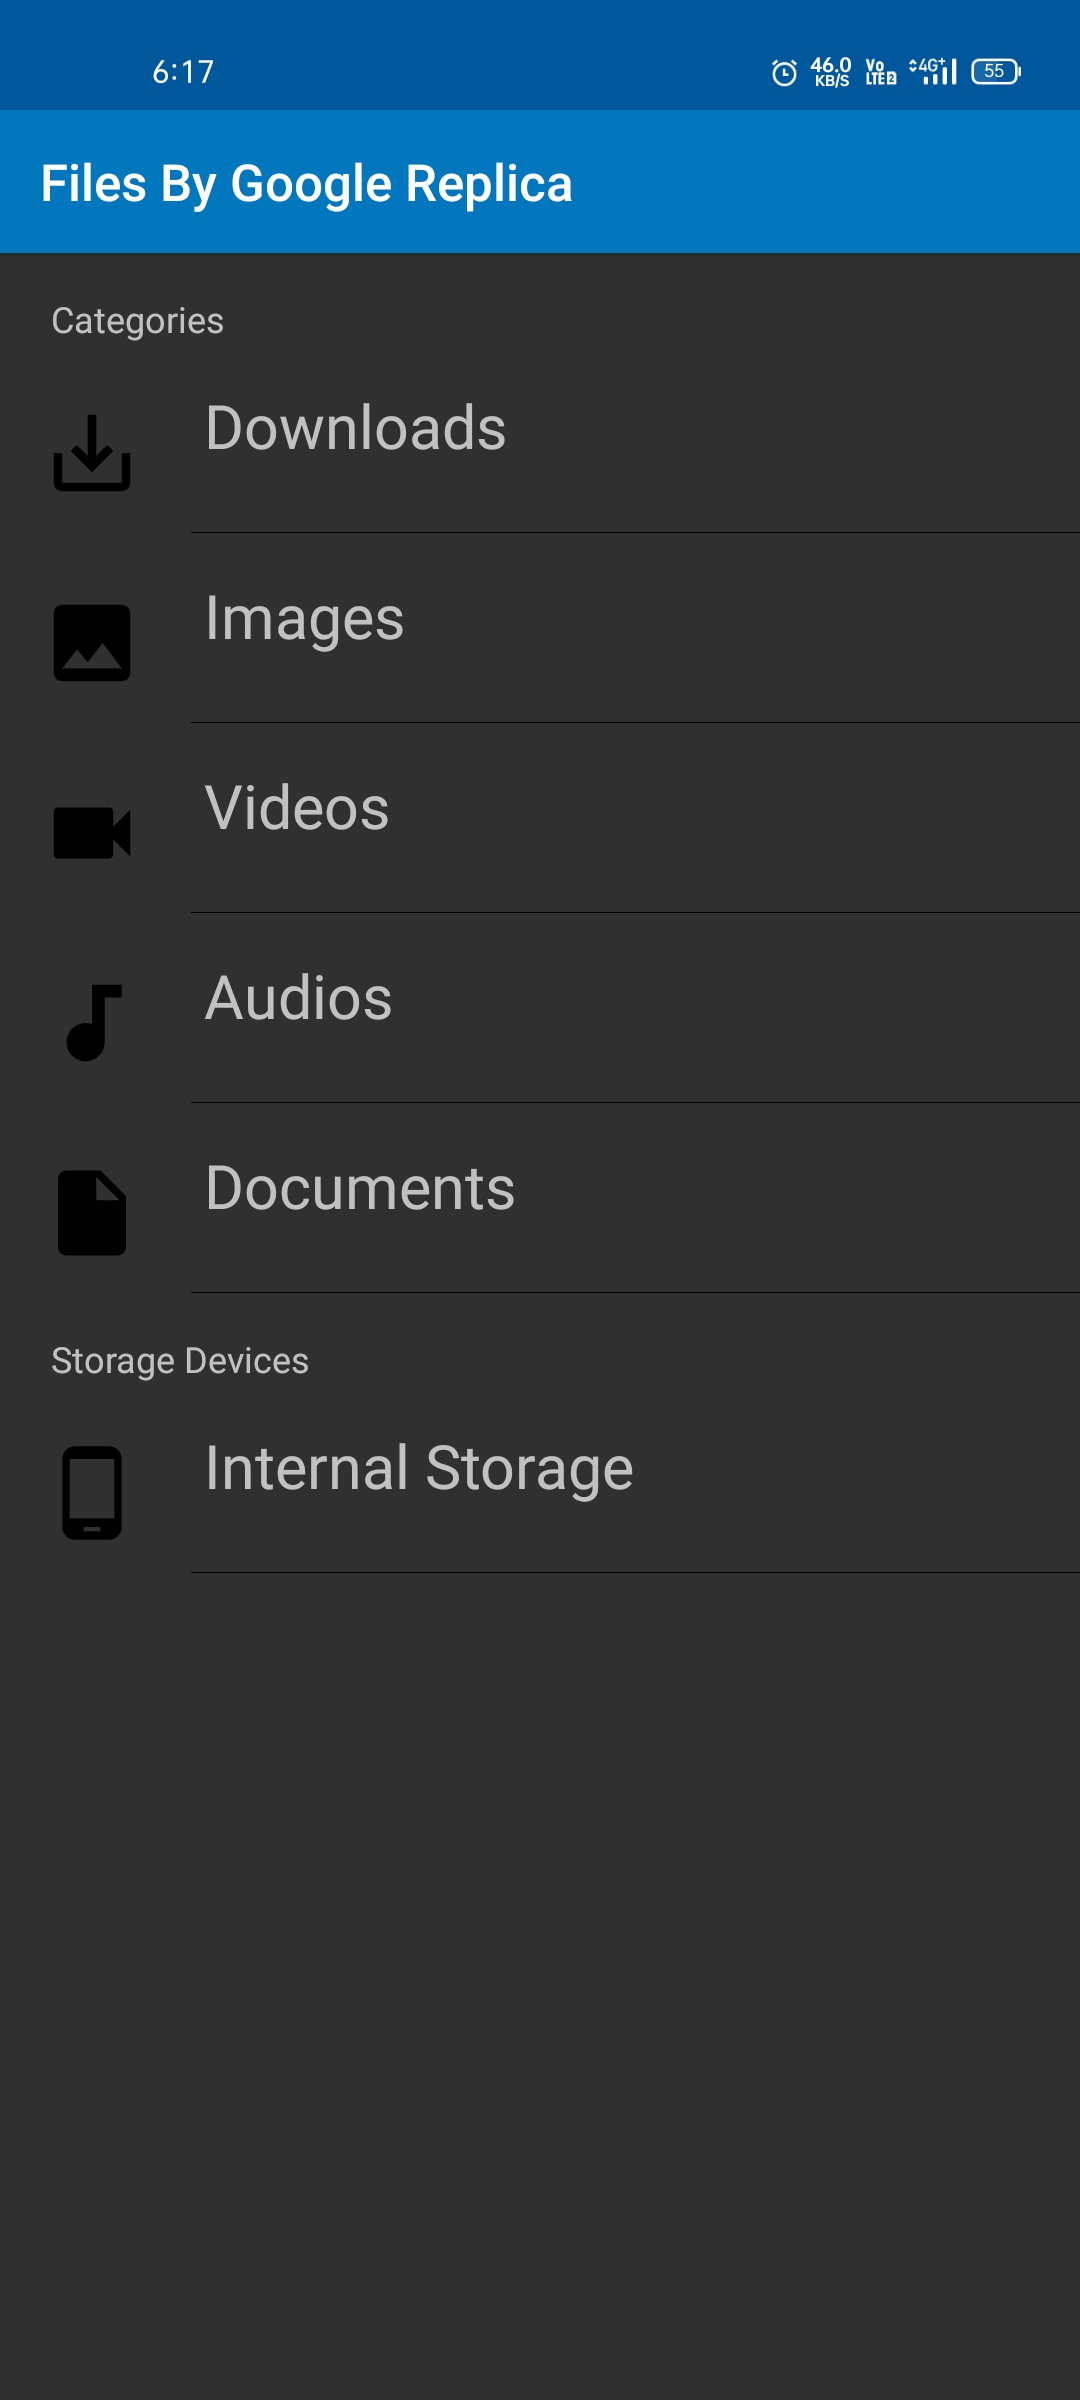 6:17 46.0 KB/S Vo LTE 2 4G+ 55
Files By Google Replica
Categories
Downloads
Images
Videos
Audios
Documents
Storage Devices
Internal Storage